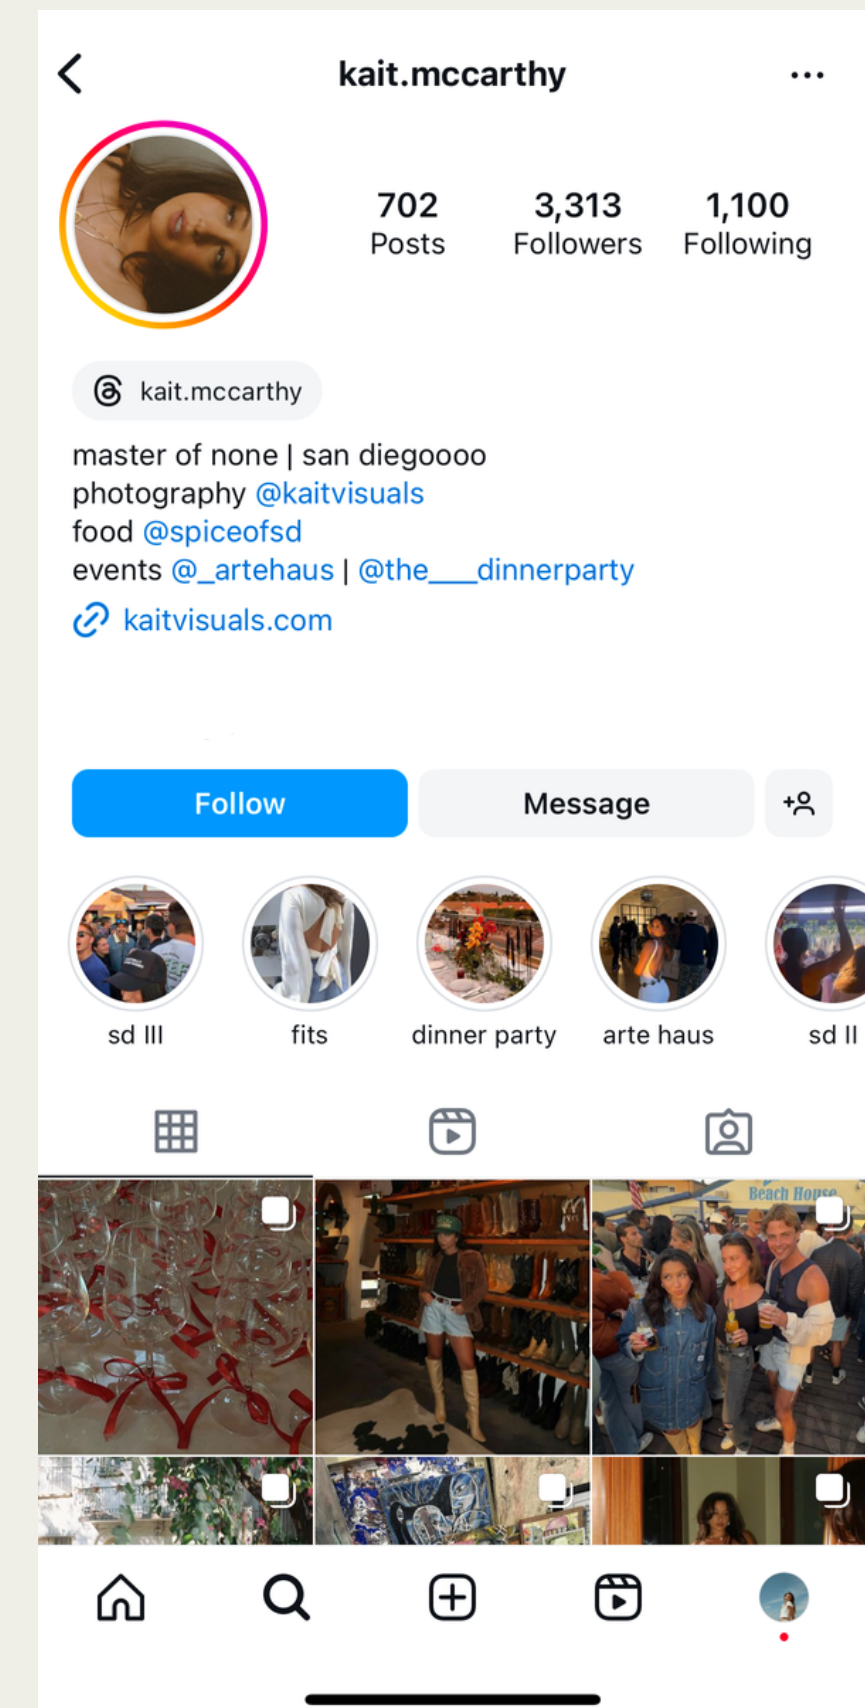 kait.mccarthy
702 3,313 1,100
Posts Followers Following
kait.mccarthy
master of none | san diegoooo
photography @kaitvisuals
food @spiceofsd
events @_artehaus | @the___dinnerparty
kaitvisuals.com
Follow Message
sd III fits dinner party arte haus sd II
Beach House